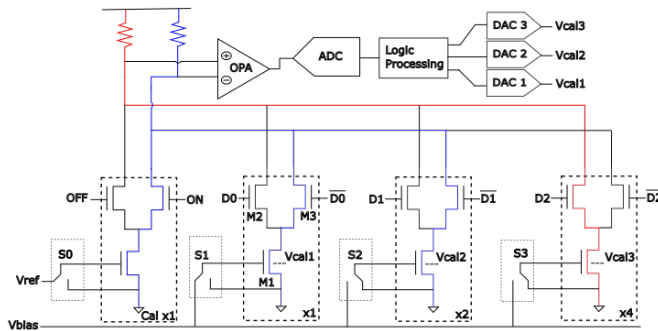 DAC 3 Vcal3
OPA
ADC
Logic
Processing
DAC 2 Vcal2
DAC 1 Vcal1
OFF
ON
D0
M2
M3
D0
D1
D1
D2
S0
S1
Vcal1
M1
S2
Vcal2
S3
Vcal3
Vref
Cal x1
x1
x2
x4
Vbias